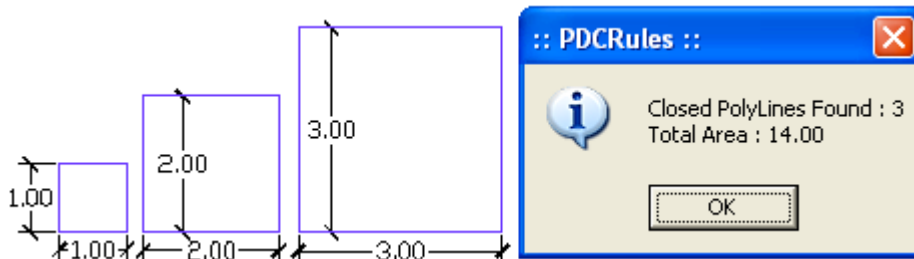 1.00
1.00
2.00
2.00
3.00
3.00
:: PDCRules ::
Closed PolyLines Found : 3
Total Area : 14.00
OK